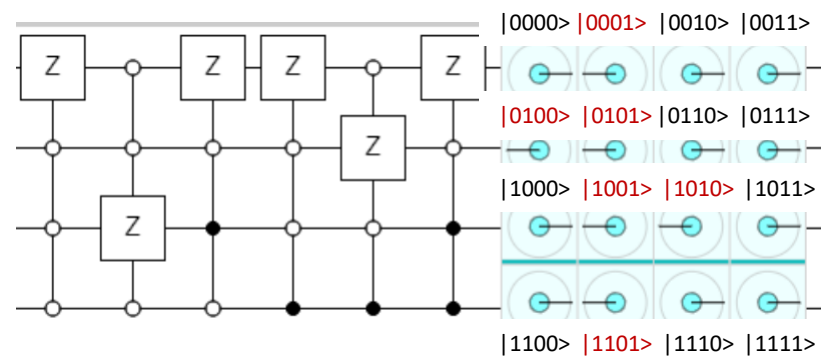 |0000> |0001> |0010> |0011>
Z Z Z Z
|0100> |0101> |0110> |0111>
Z
|1000> |1001> |1010> |1011>
Z
|1100> |1101> |1110> |1111>